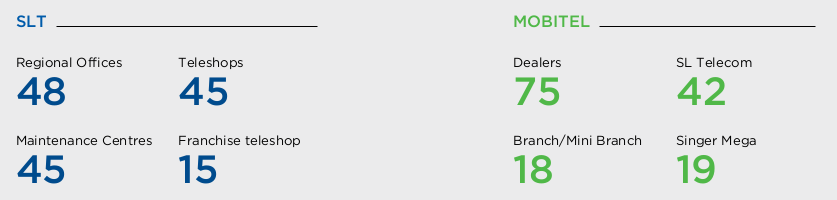 SLT
Regional Offices
48
Teleshops
45
Maintenance Centres
45
Franchise teleshop
15
MOBITEL
Dealers
75
SL Telecom
42
Branch/Mini Branch
18
Singer Mega
19